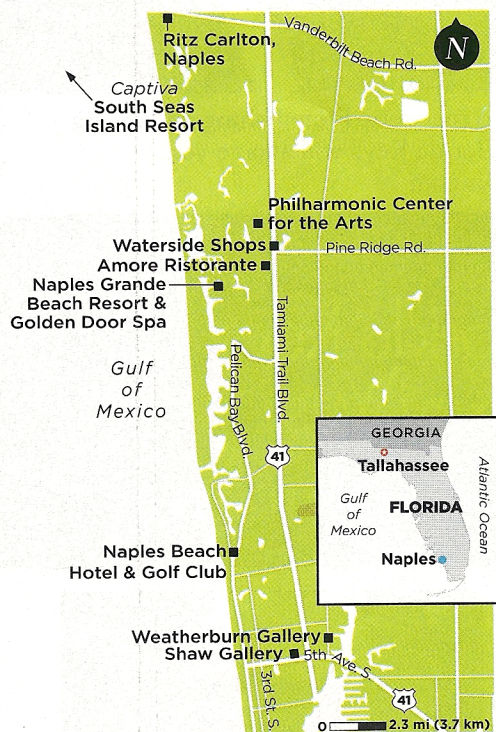 Ritz Carlton,
Naples
Vanderbilt Beach Rd.
N
Captiva
South Seas
Island Resort
Philharmonic Center
for the Arts
Waterside Shops
Pine Ridge Rd.
Amore Ristorante
Naples Grande
Beach Resort &
Golden Door Spa
Tamiami Trail Blvd.
Pelican Bay Blvd.
Gulf
of
Mexico
41
GEORGIA
Tallahassee
Gulf
of
Mexico
FLORIDA
Atlantic Ocean
Naples
Naples Beach
Hotel & Golf Club
Weatherburn Gallery
Shaw Gallery
5th Ave. S
3rd St. S.
41
0 2.3 mi (3.7 km)